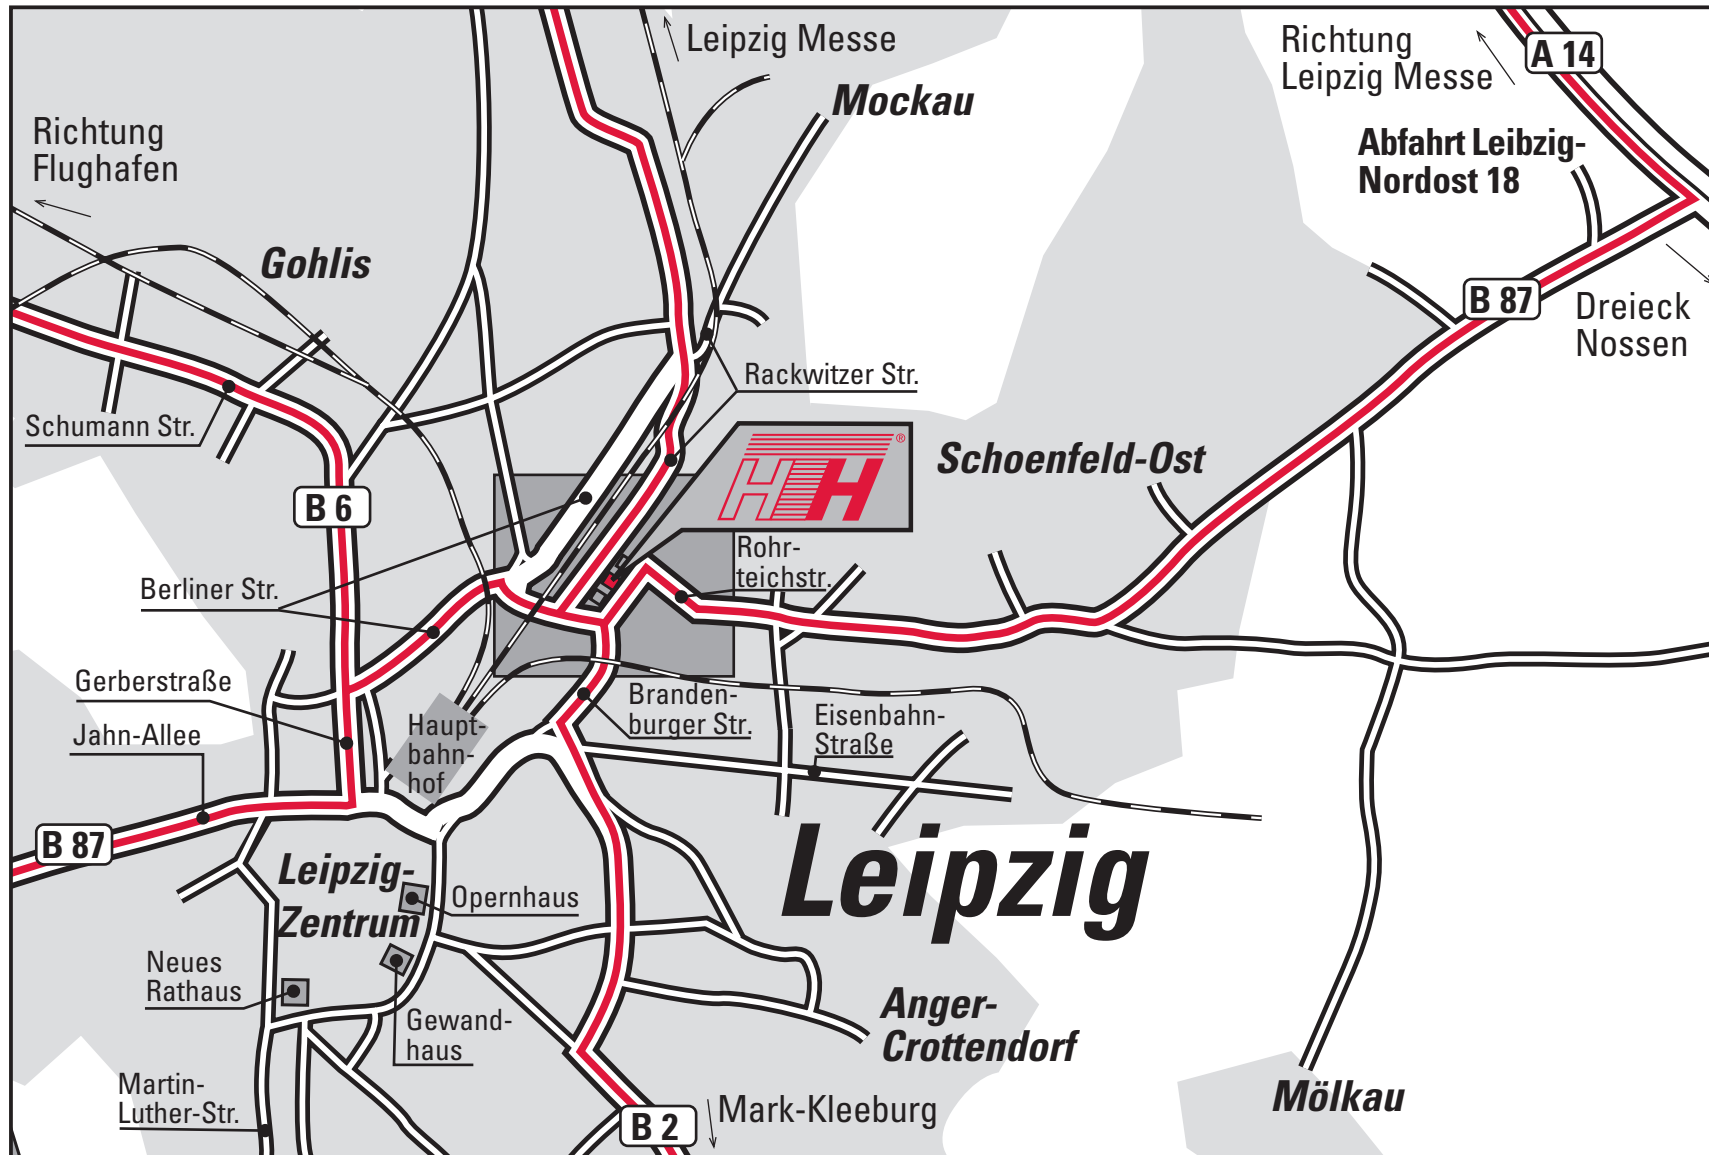 Leipzig Messe
Richtung
Leipzig Messe
A 14
Mockau
Richtung
Flughafen
Abfahrt Leibzig-
Nordost 18
Gohlis
B 87
Dreieck
Nossen
Rackwitzer Str.
Schumann Str.
HH®
Schoenfeld-Ost
B 6
Rohr-
teichstr.
Berliner Str.
Gerberstraße
Jahn-Allee
Haupt-
bahn-
hof
Branden-
burger Str.
Eisenbahn-
Straße
B 87
Leipzig
Leipzig-
Zentrum
Opernhaus
Neues
Rathaus
Gewand-
haus
Anger-
Crottendorf
Martin-
Luther-Str.
B 2
Mark-Kleeburg
Mölkau